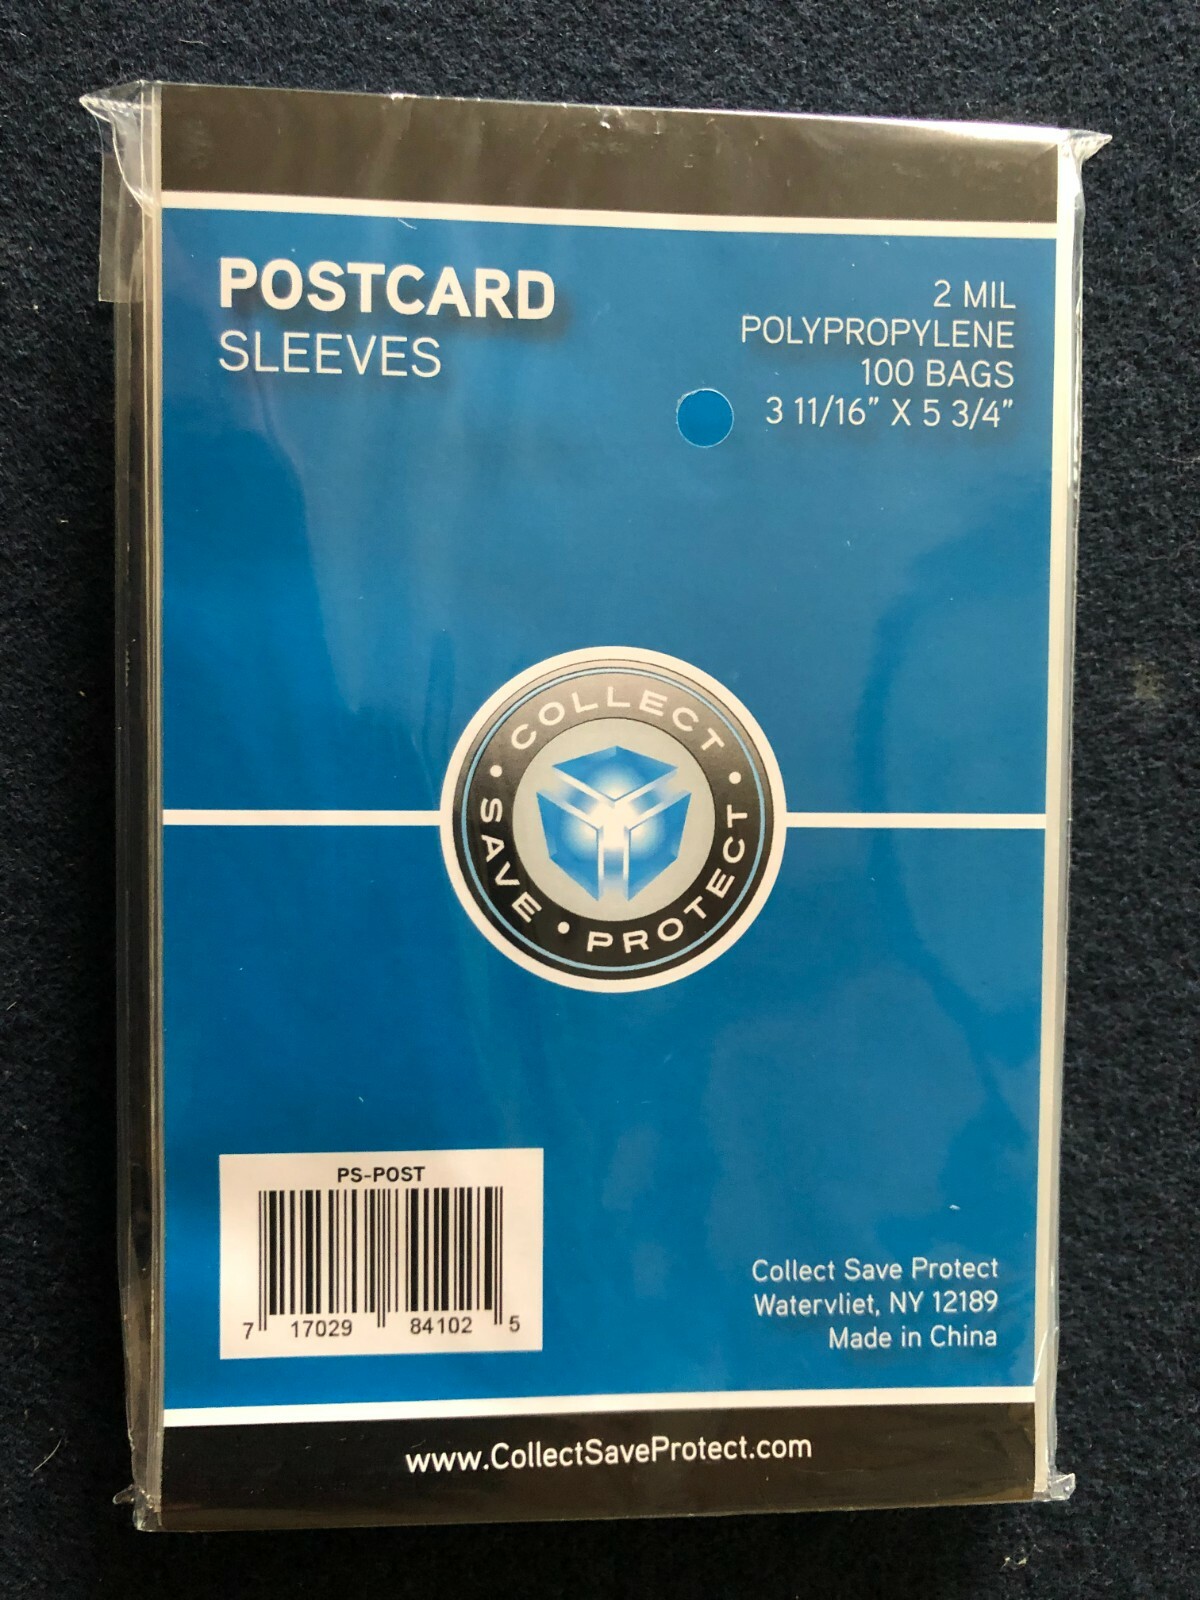 POSTCARD
SLEEVES
2 MIL
POLYPROPYLENE
100 BAGS
3 11/16” X 5 3/4”
COLLECT
• SAVE • PROTECT •
PS-POST
7 17029 84102 5
Collect Save Protect
Watervliet, NY 12189
Made in China
www.CollectSaveProtect.com